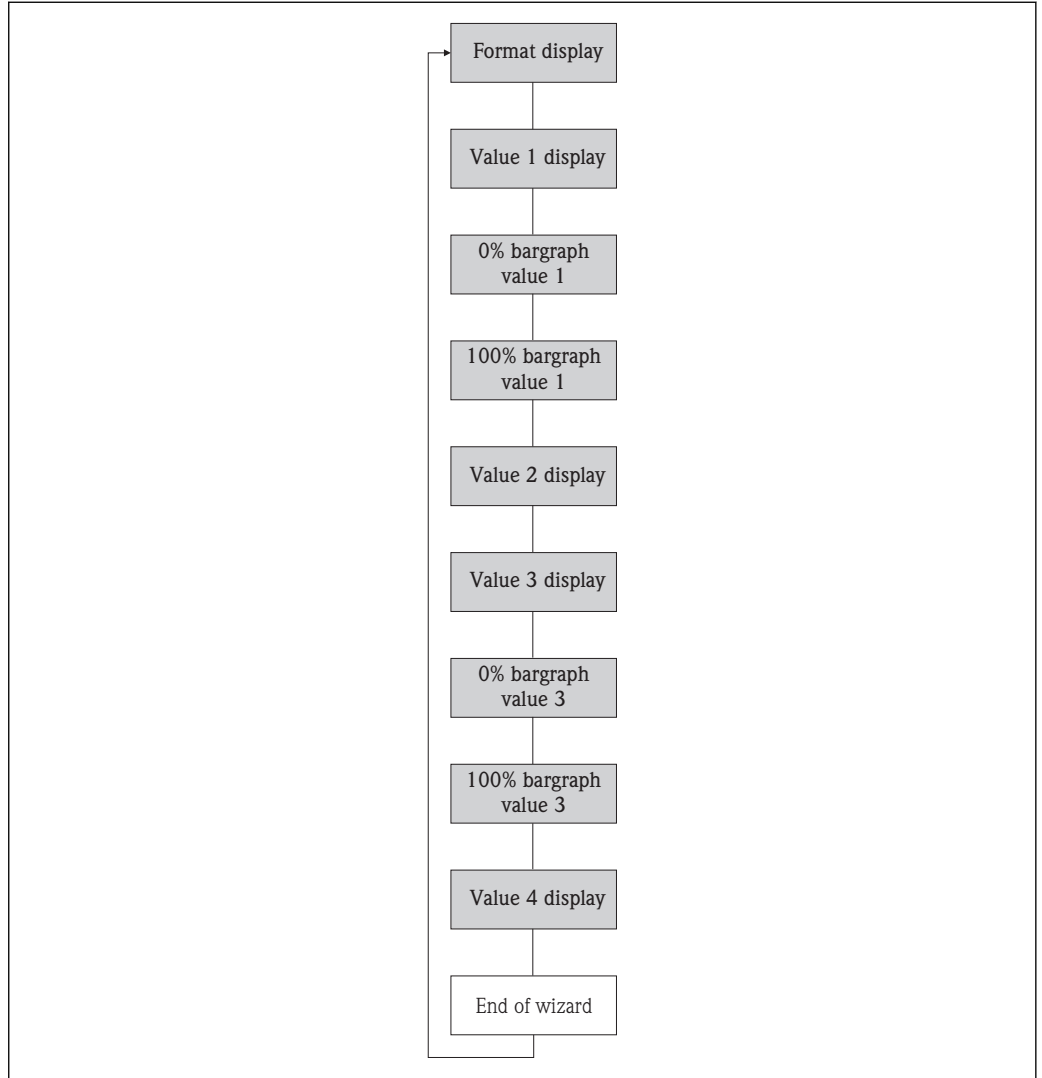 Format display
Value 1 display
0% bargraph
value 1
100% bargraph
value 1
Value 2 display
Value 3 display
0% bargraph
value 3
100% bargraph
value 3
Value 4 display
End of wizard